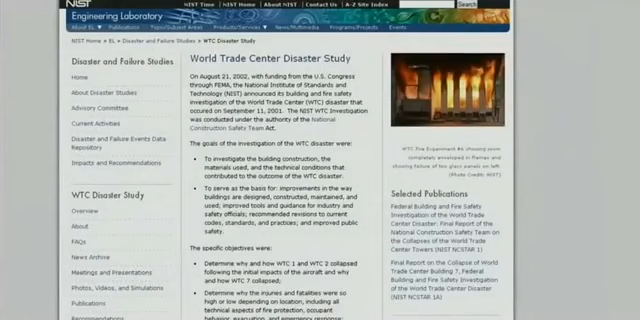 NIST
NIST Time | NIST Home | About NIST | Contact Us | A-Z Site Index
Search
Engineering Laboratory
About EL ▼ Publications Topic/Subject Areas Products/Services ▼ News/Multimedia Programs/Projects Events
NIST Home > EL > Disaster and Failure Studies > WTC Disaster Study
Disaster and Failure Studies
Home
About Disaster Studies
Advisory Committee
Current Activities
Disaster and Failure Events Data
Repository
Impacts and Recommendations
WTC Disaster Study
Overview
About
FAQs
News Archive
Meetings and Presentations
Photos, Videos, and Simulations
Publications
Recommendations
World Trade Center Disaster Study
On August 21, 2002, with funding from the U.S. Congress
through FEMA, the National Institute of Standards and
Technology (NIST) announced its building and fire safety
investigation of the World Trade Center (WTC) disaster that
occured on September 11, 2001. The NIST WTC Investigation
was conducted under the authority of the National
Construction Safety Team Act.
The goals of the investigation of the WTC disaster were:
• To investigate the building construction, the
materials used, and the technical conditions that
contributed to the outcome of the WTC disaster.
• To serve as the basis for: improvements in the way
buildings are designed, constructed, maintained, and
used; improved tools and guidance for industry and
safety officials; recommended revisions to current
codes, standards, and practices; and improved public
safety.
The specific objectives were:
• Determine why and how WTC 1 and WTC 2 collapsed
following the initial impacts of the aircraft and why
and how WTC 7 collapsed;
• Determine why the injuries and fatalities were so
high or low depending on location, including all
technical aspects of fire protection, occupant
behavior, evacuation, and emergency response;
WTC Fire Experiment #4 showing room
completely enveloped in flames and
showing failure of two glass panels on left.
(Photo Credit: NIST)
Selected Publications
Federal Building and Fire Safety
Investigation of the World Trade
Center Disaster: Final Report of the
National Construction Safety Team on
the Collapses of the World Trade
Center Towers (NIST NCSTAR 1)
Final Report on the Collapse of World
Trade Center Building 7, Federal
Building and Fire Safety Investigation
of the World Trade Center Disaster
(NIST NCSTAR 1A)